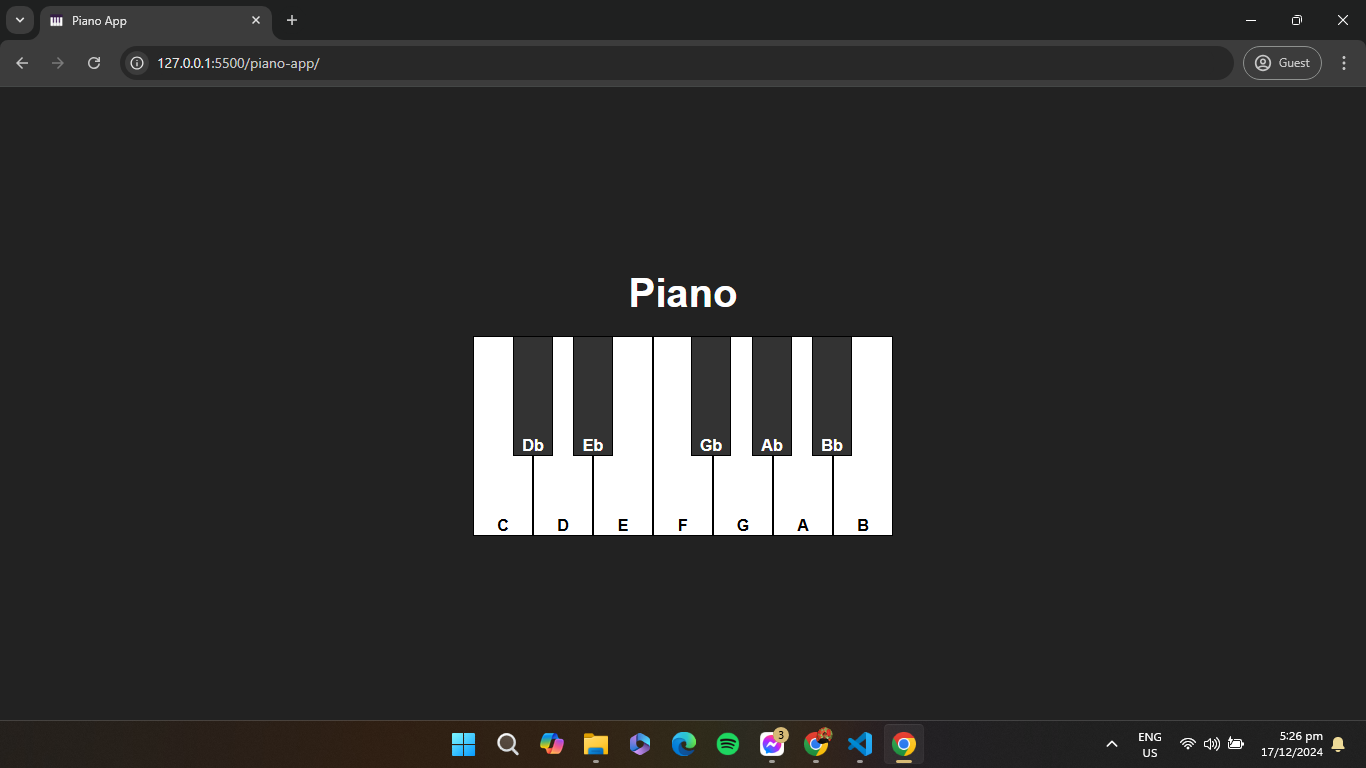 Piano App
127.0.0.1:5500/piano-app/
Guest
Piano
Db Eb Gb Ab Bb
C D E F G A B
3
ENG
US
5:26 pm
17/12/2024